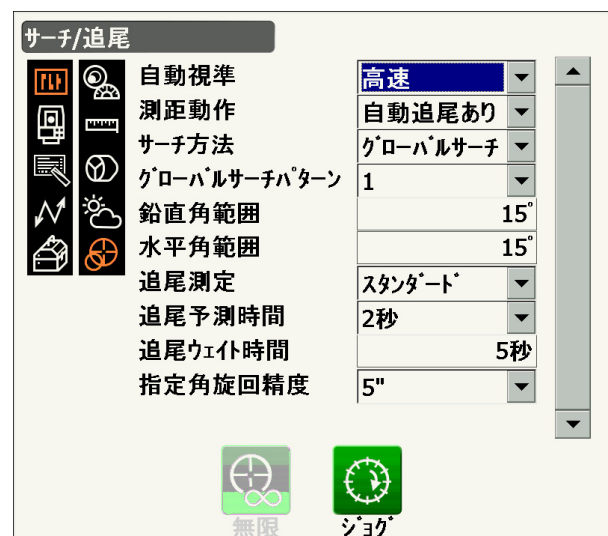 サーチ/追尾
自動視準 高速
測距動作 自動追尾あり
サーチ方法 グローバルサーチ
グローバルサーチパターン 1
鉛直角範囲 15°
水平角範囲 15°
追尾測定 スタンダード
追尾予測時間 2秒
追尾ウェイト時間 5秒
指定角旋回精度 5"
無限 ジョグ